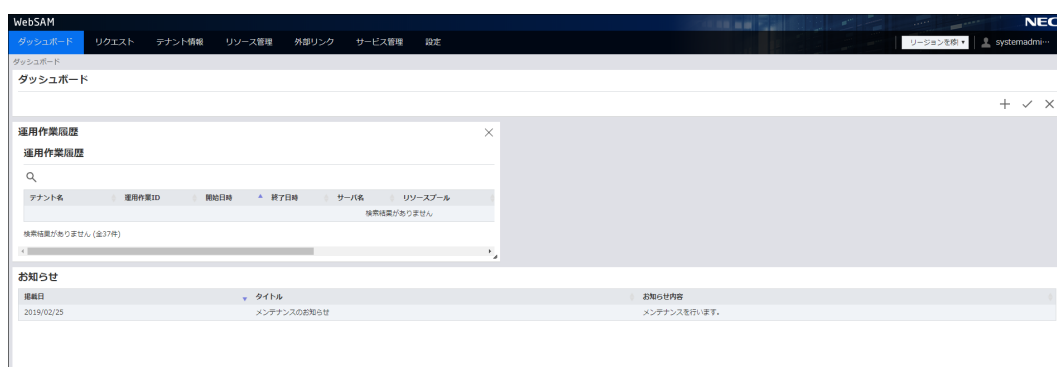 WebSAM NEC
ダッシュボード リクエスト テナント情報 リソース管理 外部リンク サービス管理 設定 systemadmi…
ダッシュボード
ダッシュボード
運用作業履歴
運用作業履歴
テナント名 運用作業ID 開始日時 終了日時 サーバ名 リソースプール
検索結果がありません
検索結果がありません (全37件)
お知らせ
掲載日 タイトル お知らせ内容
2019/02/25 メンテナンスのお知らせ メンテナンスを行います。